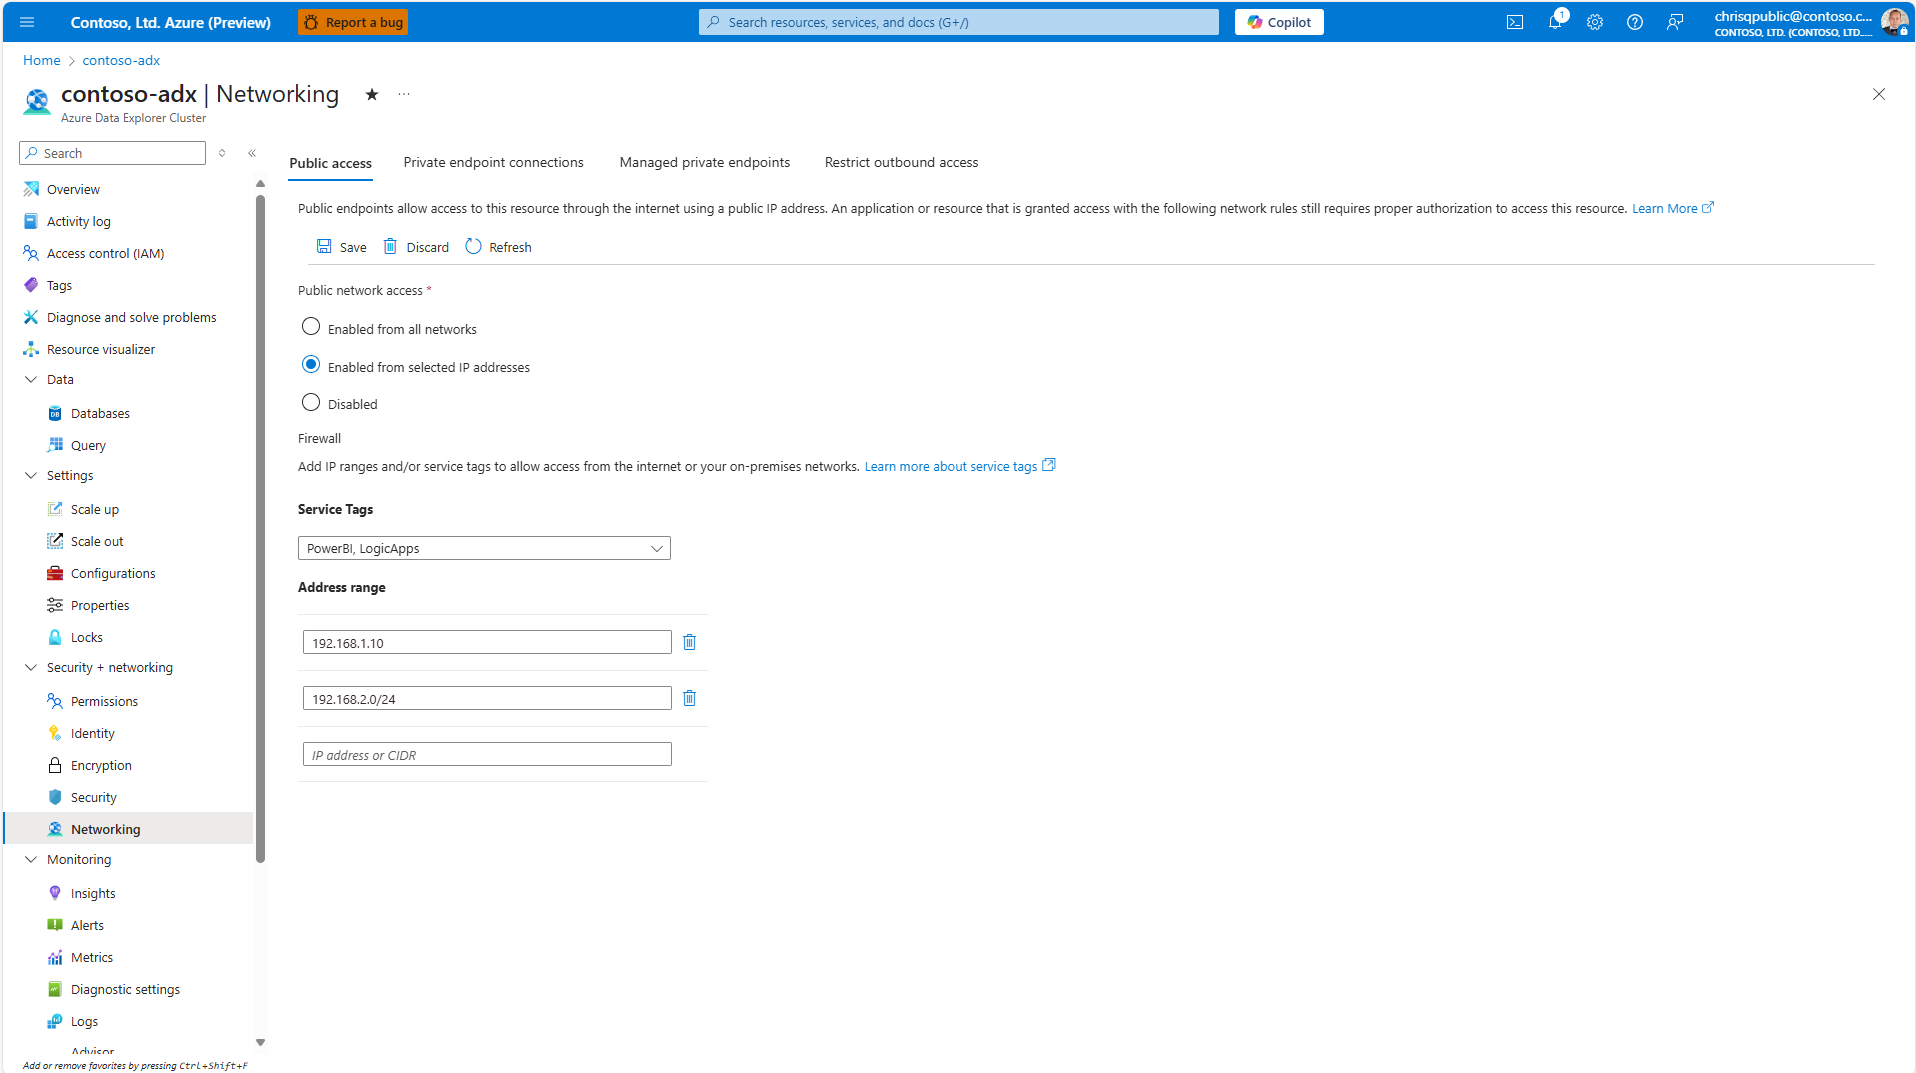 Contoso, Ltd. Azure (Preview)
Report a bug
Search resources, services, and docs (G+/)
Copilot
1
chrisqpublic@contoso.c...
CONTOSO, LTD. (CONTOSO, LTD....
Home
contoso-adx
contoso-adx | Networking
Azure Data Explorer Cluster
Search
Overview
Activity log
Access control (IAM)
Tags
Diagnose and solve problems
Resource visualizer
Data
Databases
Query
Settings
Scale up
Scale out
Configurations
Properties
Locks
Security + networking
Permissions
Identity
Encryption
Security
Networking
Monitoring
Insights
Alerts
Metrics
Diagnostic settings
Logs
Advisor
Add or remove favorites by pressing Ctrl+Shift+F
Public access
Private endpoint connections
Managed private endpoints
Restrict outbound access
Public endpoints allow access to this resource through the internet using a public IP address. An application or resource that is granted access with the following network rules still requires proper authorization to access this resource. Learn More
Save
Discard
Refresh
Public network access *
Enabled from all networks
Enabled from selected IP addresses
Disabled
Firewall
Add IP ranges and/or service tags to allow access from the internet or your on-premises networks. Learn more about service tags
Service Tags
PowerBI, LogicApps
Address range
192.168.1.10
192.168.2.0/24
IP address or CIDR